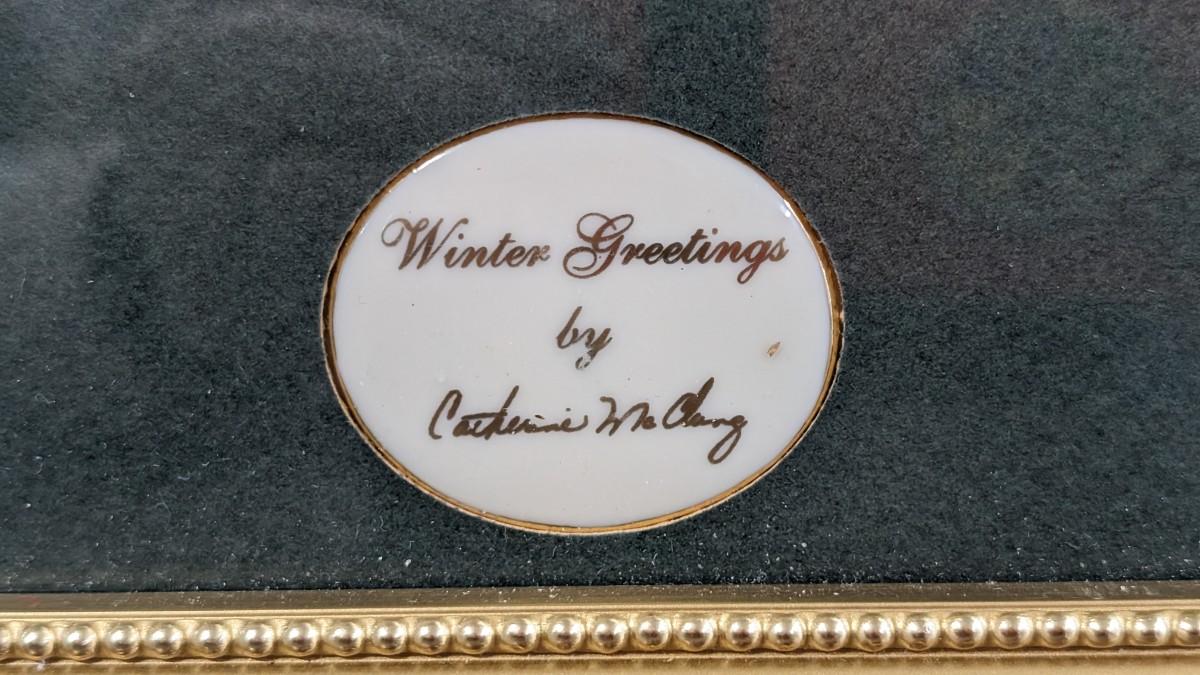 Winter Greetings
by
Catherine McClung